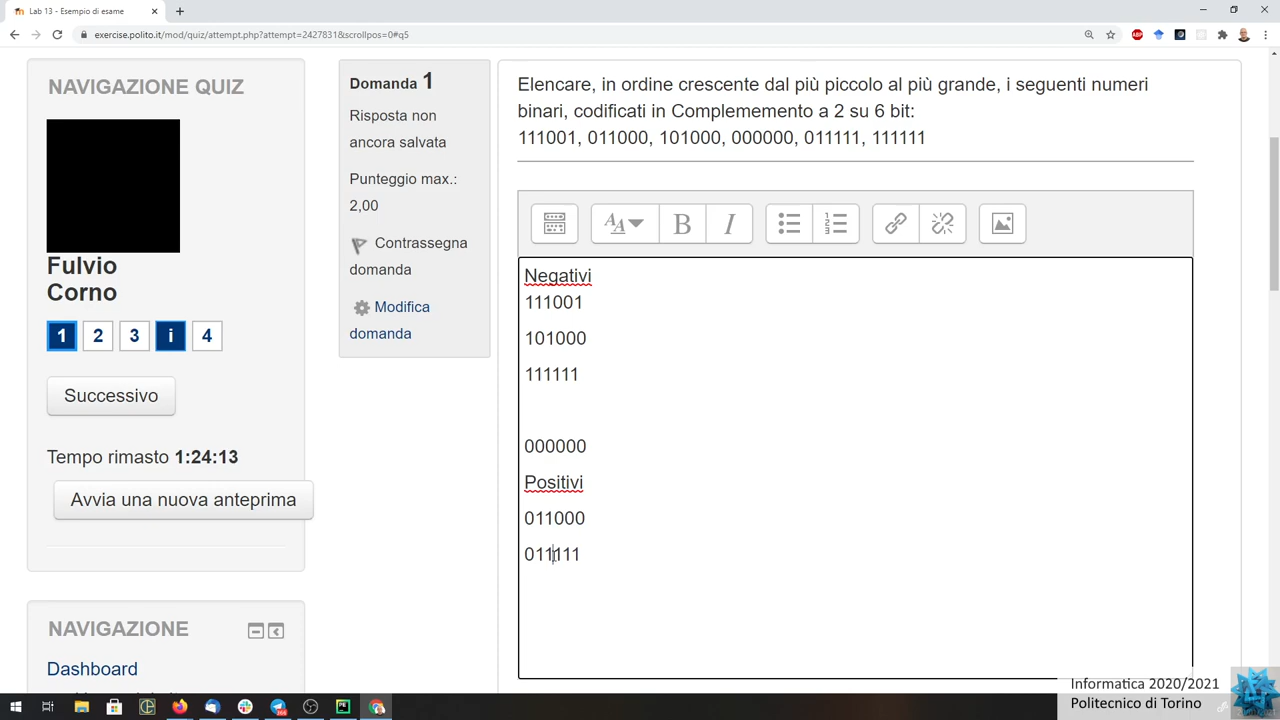 Lab 13 - Esempio di esame
exercise.polito.it/mod/quiz/attempt.php?attempt=2427831&scrollpos=0#q5
NAVIGAZIONE QUIZ
Fulvio
Corno
1 2 3 i 4
Successivo
Tempo rimasto 1:24:13
Avvia una nuova anteprima
NAVIGAZIONE
Dashboard
Domanda 1
Risposta non
ancora salvata
Punteggio max.:
2,00
Contrassegna
domanda
Modifica
domanda
Elencare, in ordine crescente dal più piccolo al più grande, i seguenti numeri
binari, codificati in Complemento a 2 su 6 bit:
111001, 011000, 101000, 000000, 011111, 111111
Negativi
111001
101000
111111
000000
Positivi
011000
011111
Informatica 2020/2021
Politecnico di Torino